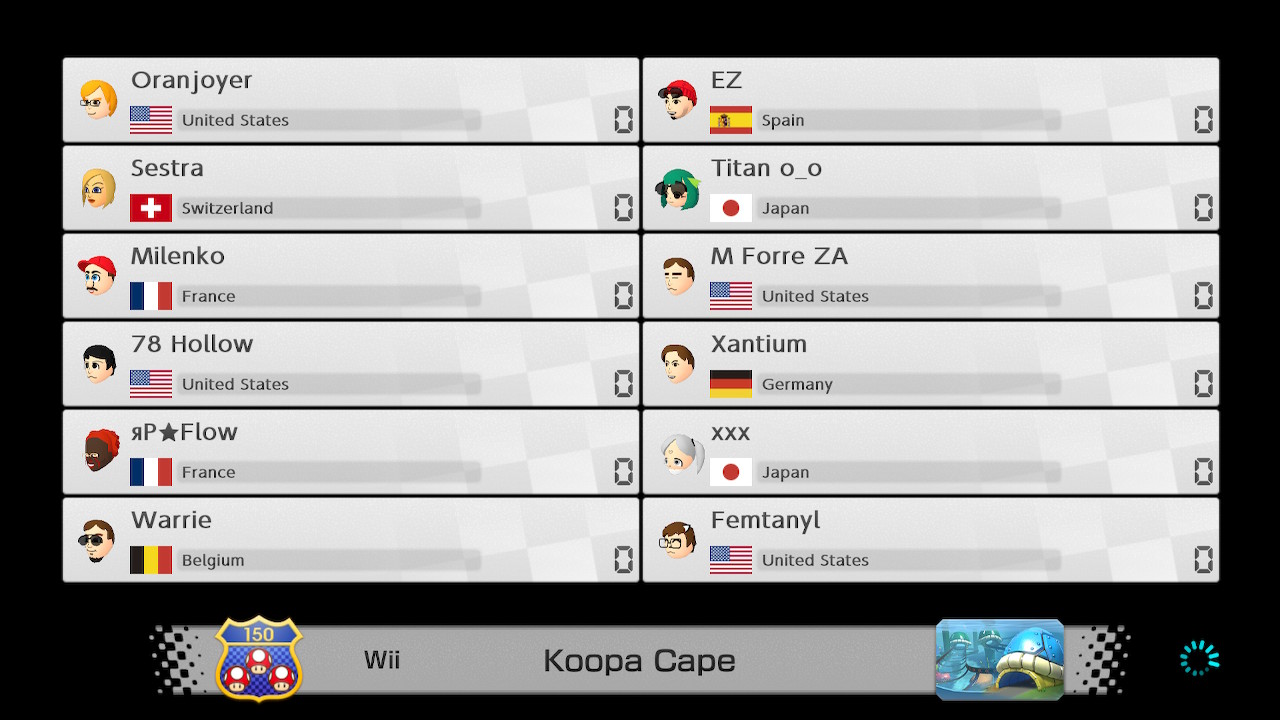 Oranjoyer
United States
0
EZ
Spain
0
Sestra
Switzerland
0
Titan o_o
Japan
0
Milenko
France
0
M Forre ZA
United States
0
78 Hollow
United States
0
Xantium
Germany
0
яP★Flow
France
0
xxx
Japan
0
Warrie
Belgium
0
Femtanyl
United States
0
150
Wii
Koopa Cape